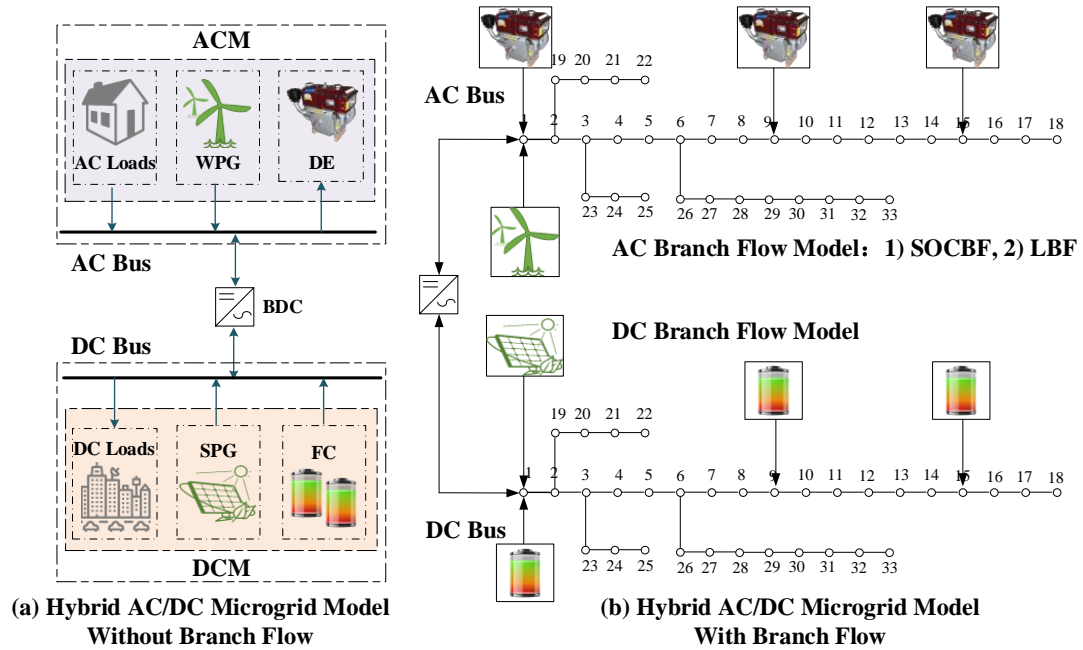 ACM
AC Loads
WPG
DE
AC Bus
BDC
DC Bus
DC Loads
SPG
FC
DCM
(a) Hybrid AC/DC Microgrid Model
Without Branch Flow
AC Bus
19 20 21 22
1 2 3 4 5 6 7 8 9 10 11 12 13 14 15 16 17 18
23 24 25
26 27 28 29 30 31 32 33
AC Branch Flow Model：1) SOCBF, 2) LBF
DC Branch Flow Model
19 20 21 22
1 2 3 4 5 6 7 8 9 10 11 12 13 14 15 16 17 18
DC Bus
23 24 25
26 27 28 29 30 31 32 33
(b) Hybrid AC/DC Microgrid Model
With Branch Flow